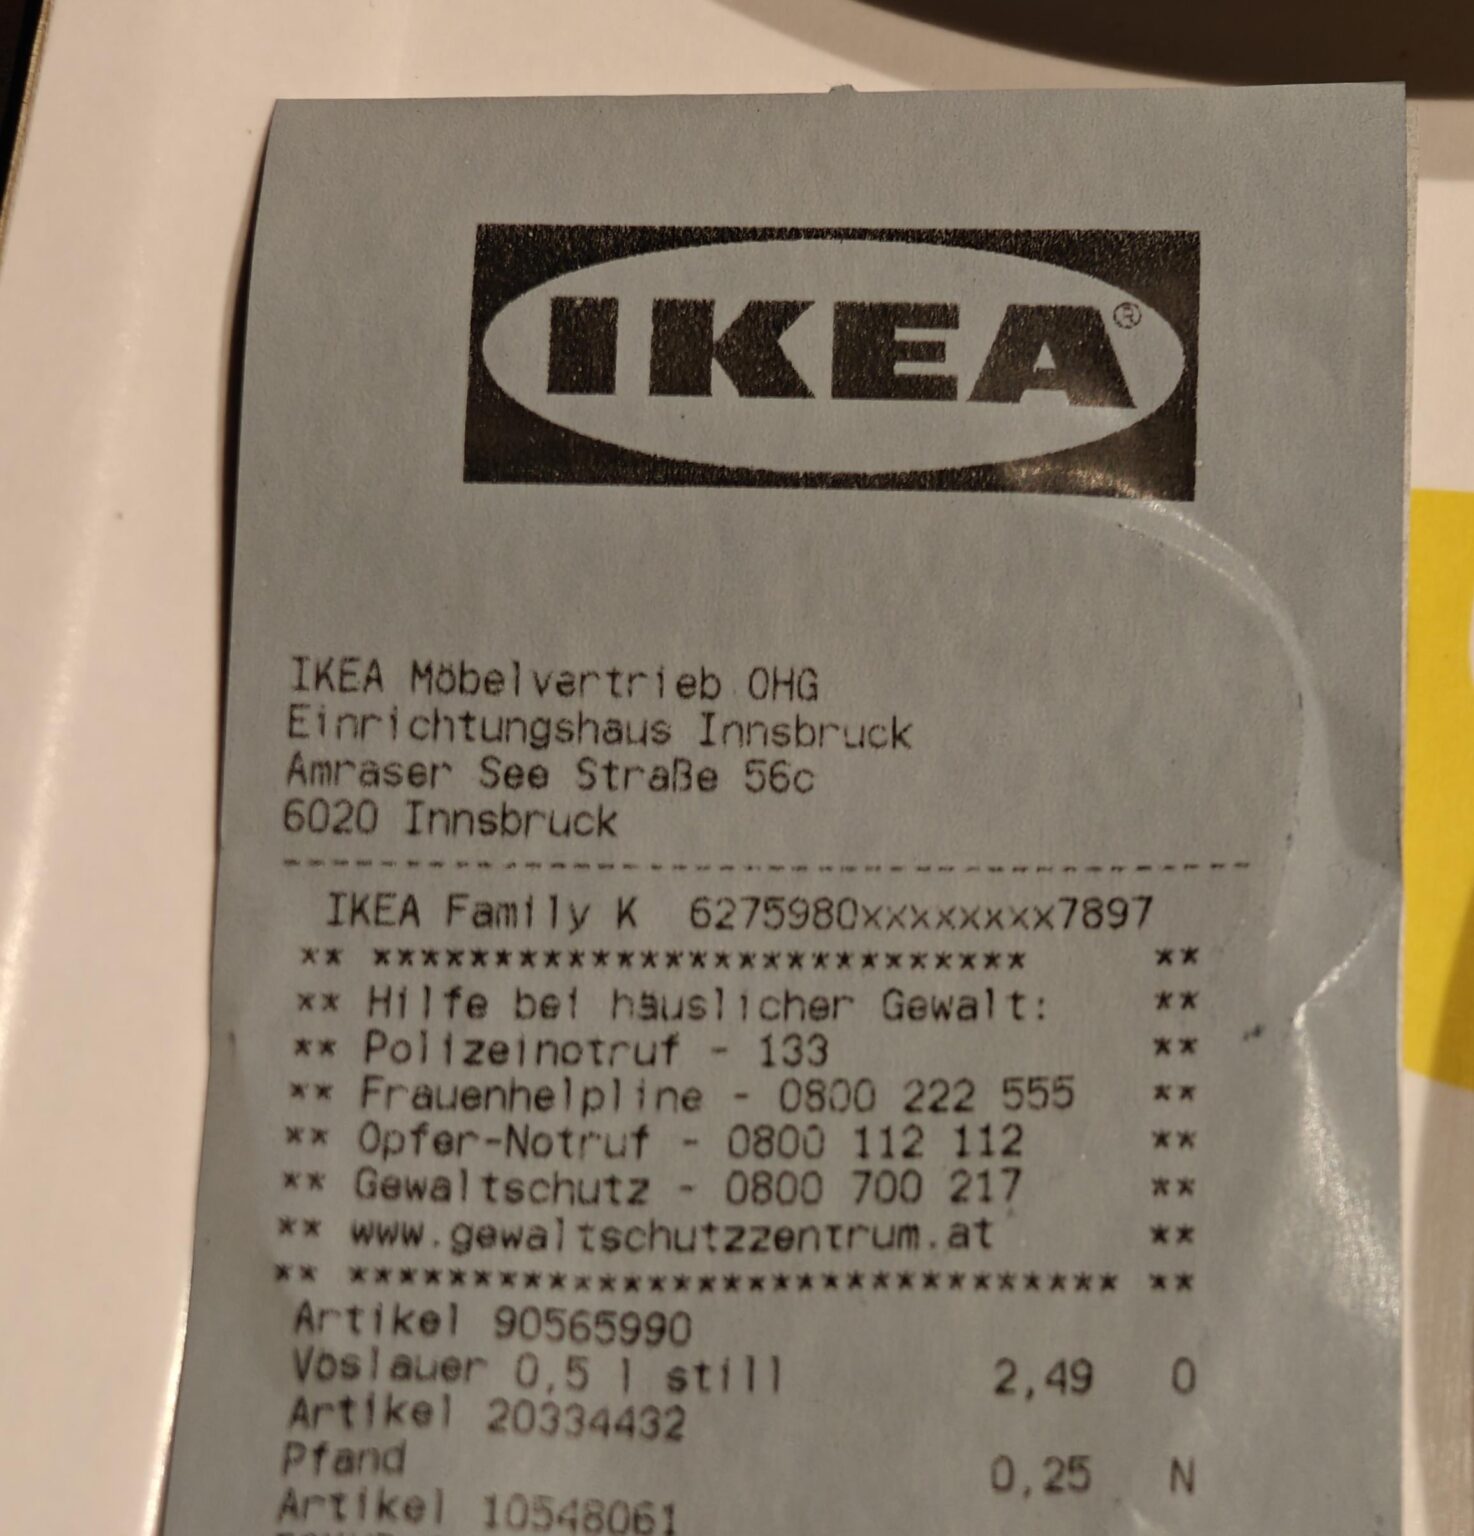 IKEA®
IKEA Möbelvertrieb OHG
Einrichtungshaus Innsbruck
Amraser See Straße 56c
6020 Innsbruck
----------------------------------------
IKEA Family K 6275980xxxxxxxx7897
** *************************** **
** Hilfe bei häuslicher Gewalt: **
** Polizeinotruf - 133 **
** Frauenhelpline - 0800 222 555 **
** Opfer-Notruf - 0800 112 112 **
** Gewaltschutz - 0800 700 217 **
** www.gewaltschutzzentrum.at **
** ******************************** **
Artikel 90565990
Vöslauer 0,5 l still 2,49 O
Artikel 20334432
Pfand 0,25 N
Artikel 10548061